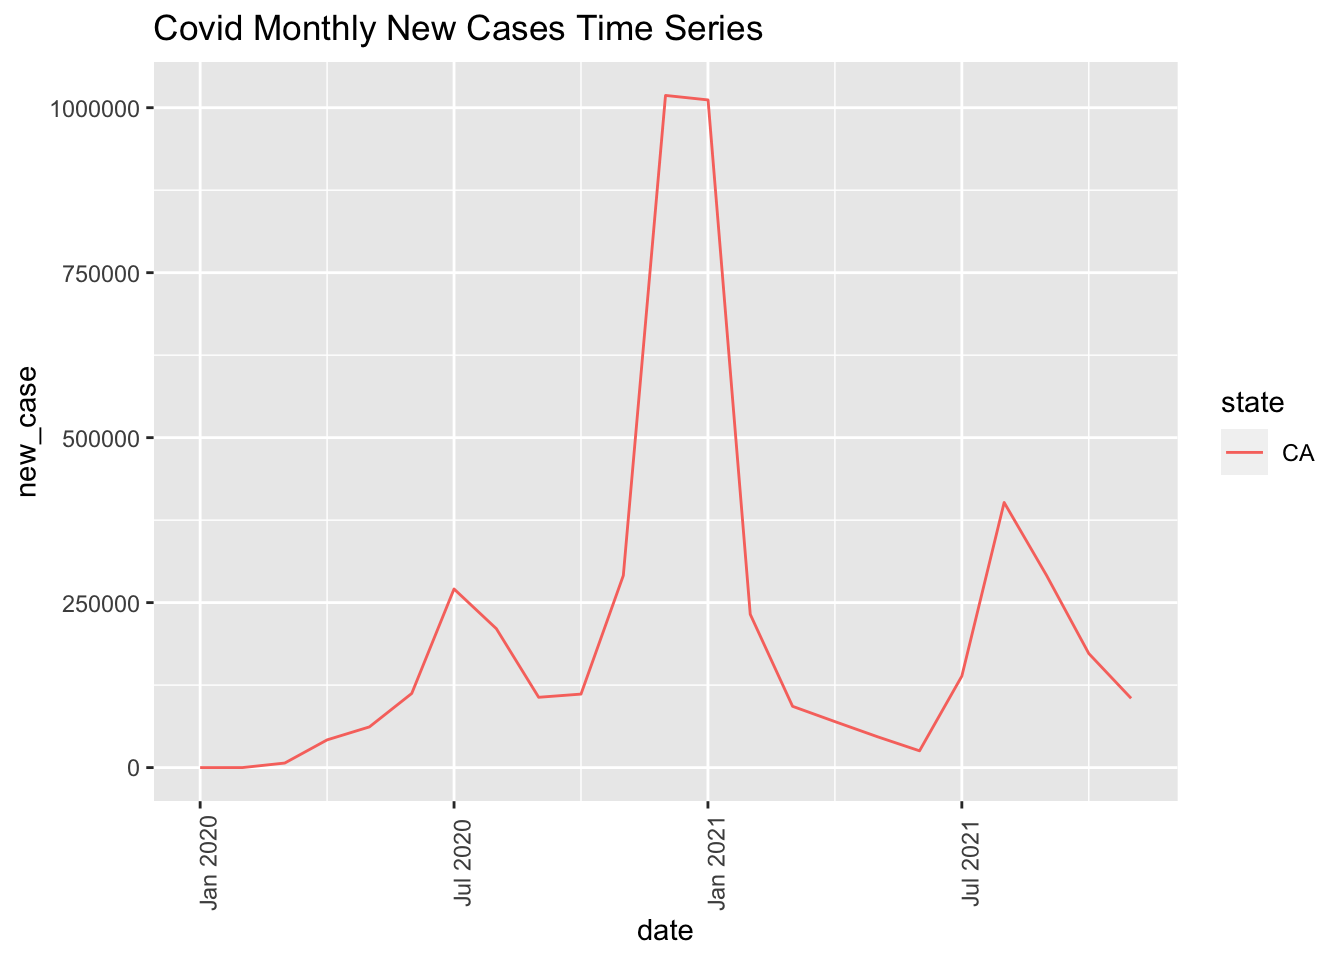 Covid Monthly New Cases Time Series
1000000
750000
500000
250000
0
new_case
Jan 2020
Jul 2020
Jan 2021
Jul 2021
date
state
CA